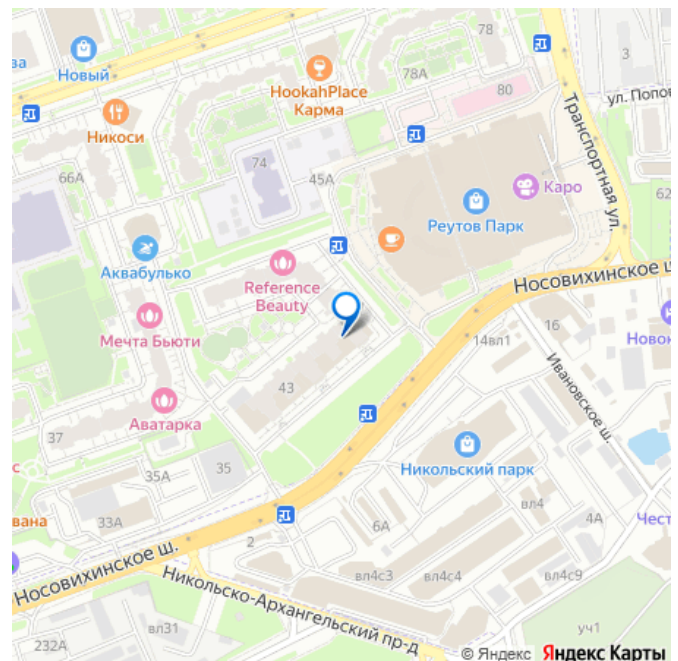 78
ва
Новый
3
HookahPlace
Карма
78А
80
ул. Попо
Никоси
Транспортная ул.
74
45А
66А
Каро
62
Реутов Парк
Аквабулько
Reference
Beauty
Носовихинское ш
Мечта Бьюти
16
14вл1
Новок
43
Ивановское ш.
Аватарка
37
с
35А
35
Никольский парк
вл4
вана
33А
6А
4А
Чест
2
Носовихинское ш.
вл4с3
вл4с4
вл4с9
Никольско-Архангельский пр-д
232А
вл31
уч1
© Яндекс Яндекс Карты